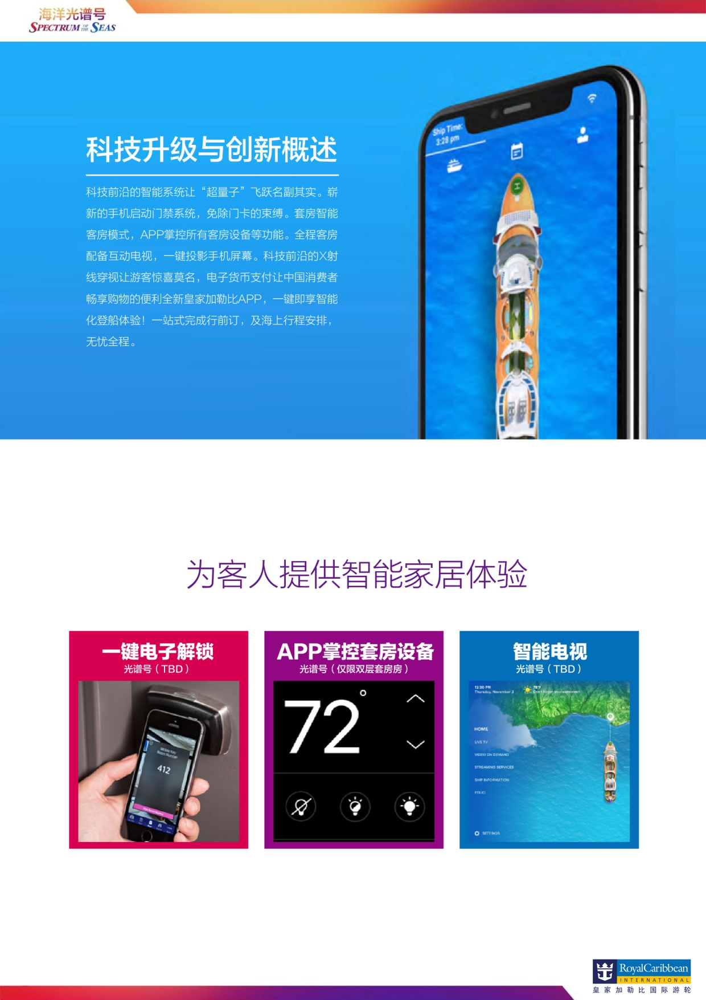 海洋光谱号
SPECTRUM OF THE SEAS
Ship Time:
3:28 pm
科技升级与创新概述
科技前沿的智能系统让“超量子”飞跃名副其实。崭
新的手机启动门禁系统，免除门卡的束缚。套房智能
客房模式，APP掌控所有客房设备等功能。全程客房
配备互动电视，一键投影手机屏幕。科技前沿的X射
线穿视让游客惊喜莫名，电子货币支付让中国消费者
畅享购物的便利全新皇家加勒比APP，一键即享智能
化登船体验！一站式完成行前订，及海上行程安排，
无忧全程。
为客人提供智能家居体验
一键电子解锁
光谱号（TBD）
Mobile Key
Room Number
412
APP掌控套房设备
光谱号（仅限双层套房房）
72°
智能电视
光谱号（TBD）
12:30 PM
Thursday, November 2
78°F
Don't forget your sunscreen!
HOME
LIVE TV
VIDEO ON DEMAND
STREAMING SERVICES
SHIP INFORMATION
FOLIO
SETTINGS
RoyalCaribbean
INTERNATIONAL
皇家加勒比国际游轮